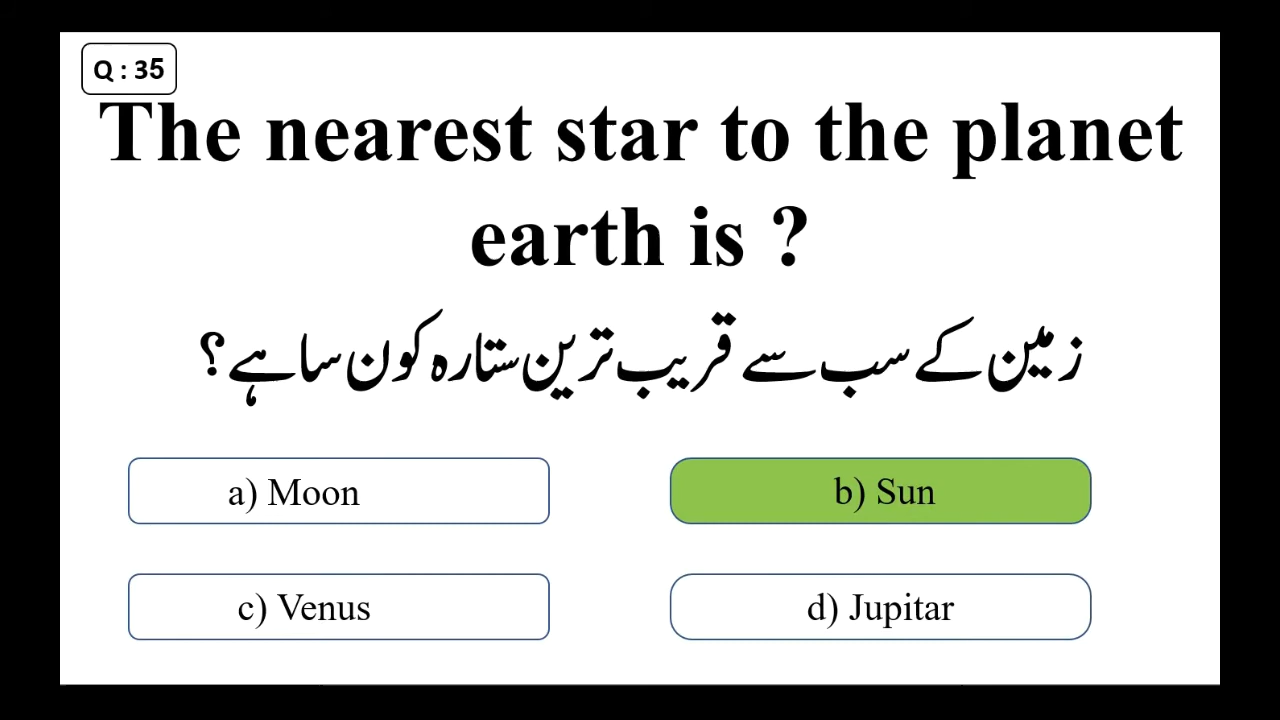 Q : 35
The nearest star to the planet
earth is ?
زمین کے سب سے قریب ترین ستارہ کون سا ہے؟
a) Moon
b) Sun
c) Venus
d) Jupitar